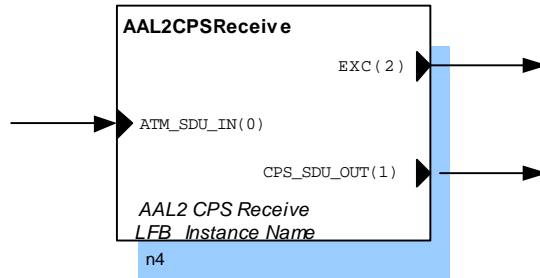 AAL2CPSReceive
EXC(2)
ATM_SDU_IN(0)
CPS_SDU_OUT(1)
AAL2 CPS Receive
LFB Instance Name
n4